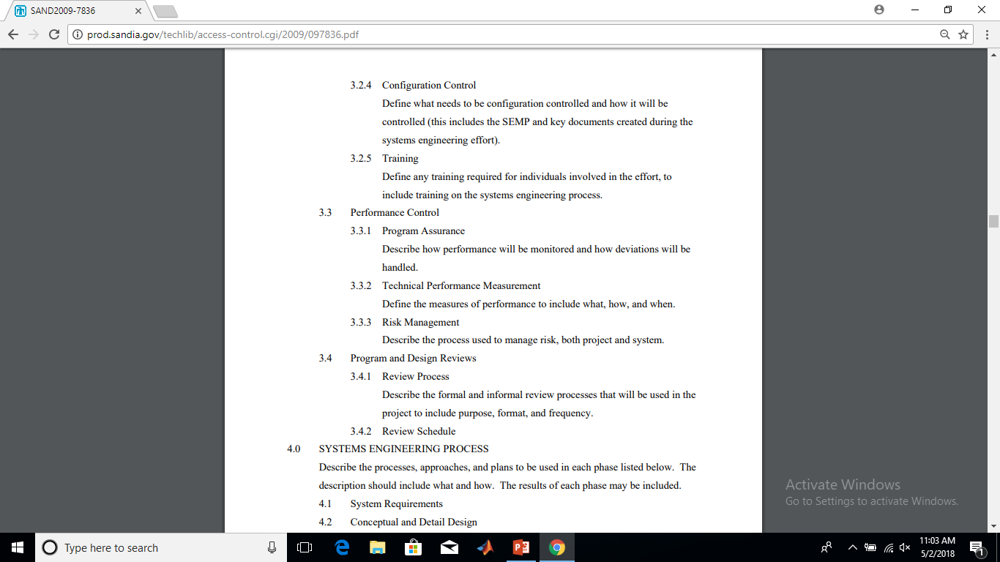 SAND2009-7836
prod.sandia.gov/techlib/access-control.cgi/2009/097836.pdf
3.2.4 Configuration Control
Define what needs to be configuration controlled and how it will be
controlled (this includes the SEMP and key documents created during the
systems engineering effort).
3.2.5 Training
Define any training required for individuals involved in the effort, to
include training on the systems engineering process.
3.3 Performance Control
3.3.1 Program Assurance
Describe how performance will be monitored and how deviations will be
handled.
3.3.2 Technical Performance Measurement
Define the measures of performance to include what, how, and when.
3.3.3 Risk Management
Describe the process used to manage risk, both project and system.
3.4 Program and Design Reviews
3.4.1 Review Process
Describe the formal and informal review processes that will be used in the
project to include purpose, format, and frequency.
3.4.2 Review Schedule
4.0 SYSTEMS ENGINEERING PROCESS
Describe the processes, approaches, and plans to be used in each phase listed below. The
description should include what and how. The results of each phase may be included.
4.1 System Requirements
4.2 Conceptual and Detail Design
Activate Windows
Go to Settings to activate Windows.
Type here to search
11:03 AM
5/2/2018
1